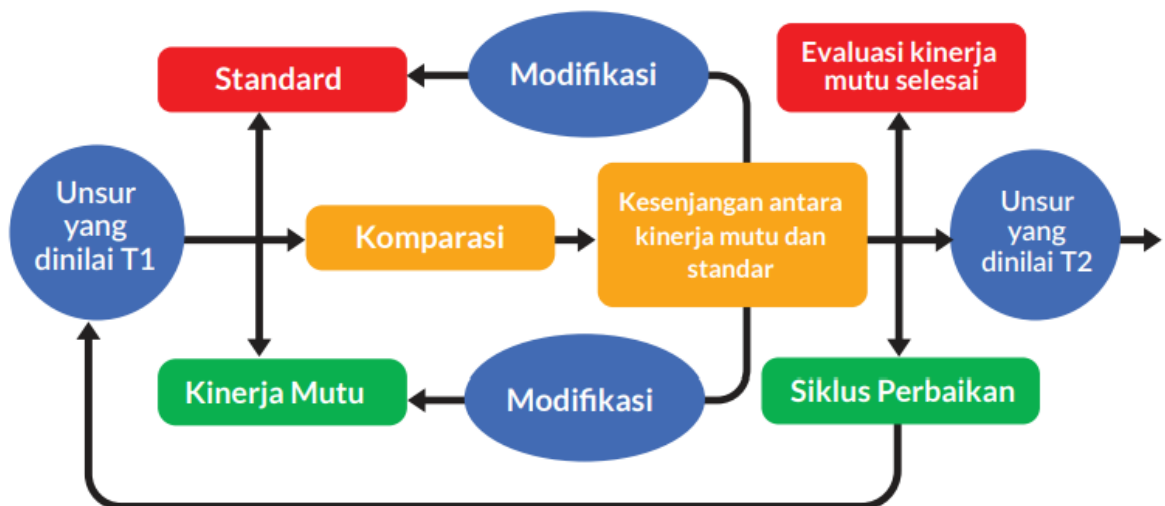 Standard
Modifikasi
Evaluasi kinerja
mutu selesai
Unsur
yang
dinilai T1
Komparasi
Kesenjangan antara
kinerja mutu dan
standar
Unsur
yang
dinilai T2
Kinerja Mutu
Modifikasi
Siklus Perbaikan